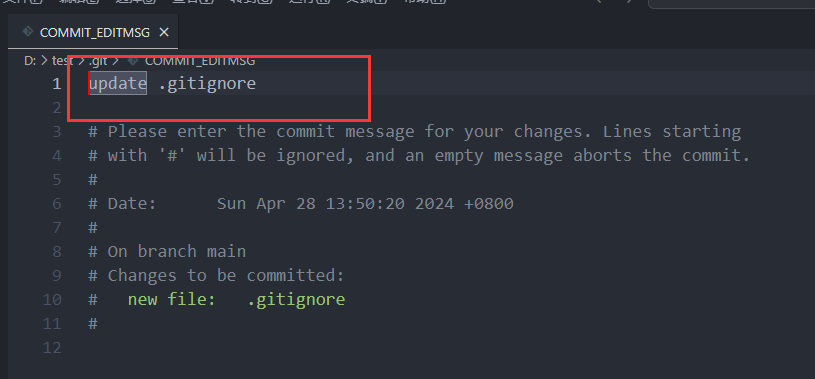 COMMIT_EDITMSG
D: > test > .git > COMMIT_EDITMSG
1 update .gitignore
2
3 # Please enter the commit message for your changes. Lines starting
4 # with '#' will be ignored, and an empty message aborts the commit.
5 #
6 # Date:      Sun Apr 28 13:50:20 2024 +0800
7 #
8 # On branch main
9 # Changes to be committed:
10 #   new file:   .gitignore
11 #
12